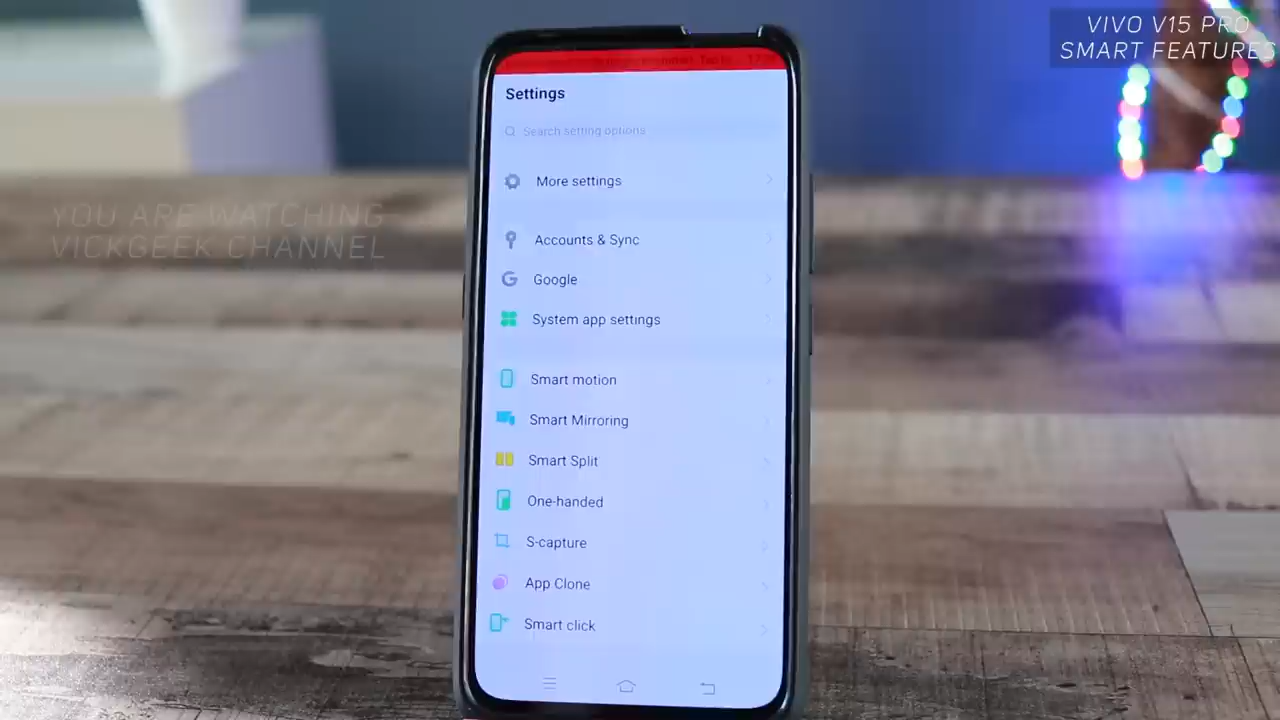 VIVO V15 PRO
SMART FEATURES
YOU ARE WATCHING
VICKGEEK CHANNEL
Settings
Search setting options
More settings
Accounts & Sync
Google
System app settings
Smart motion
Smart Mirroring
Smart Split
One-handed
S-capture
App Clone
Smart click